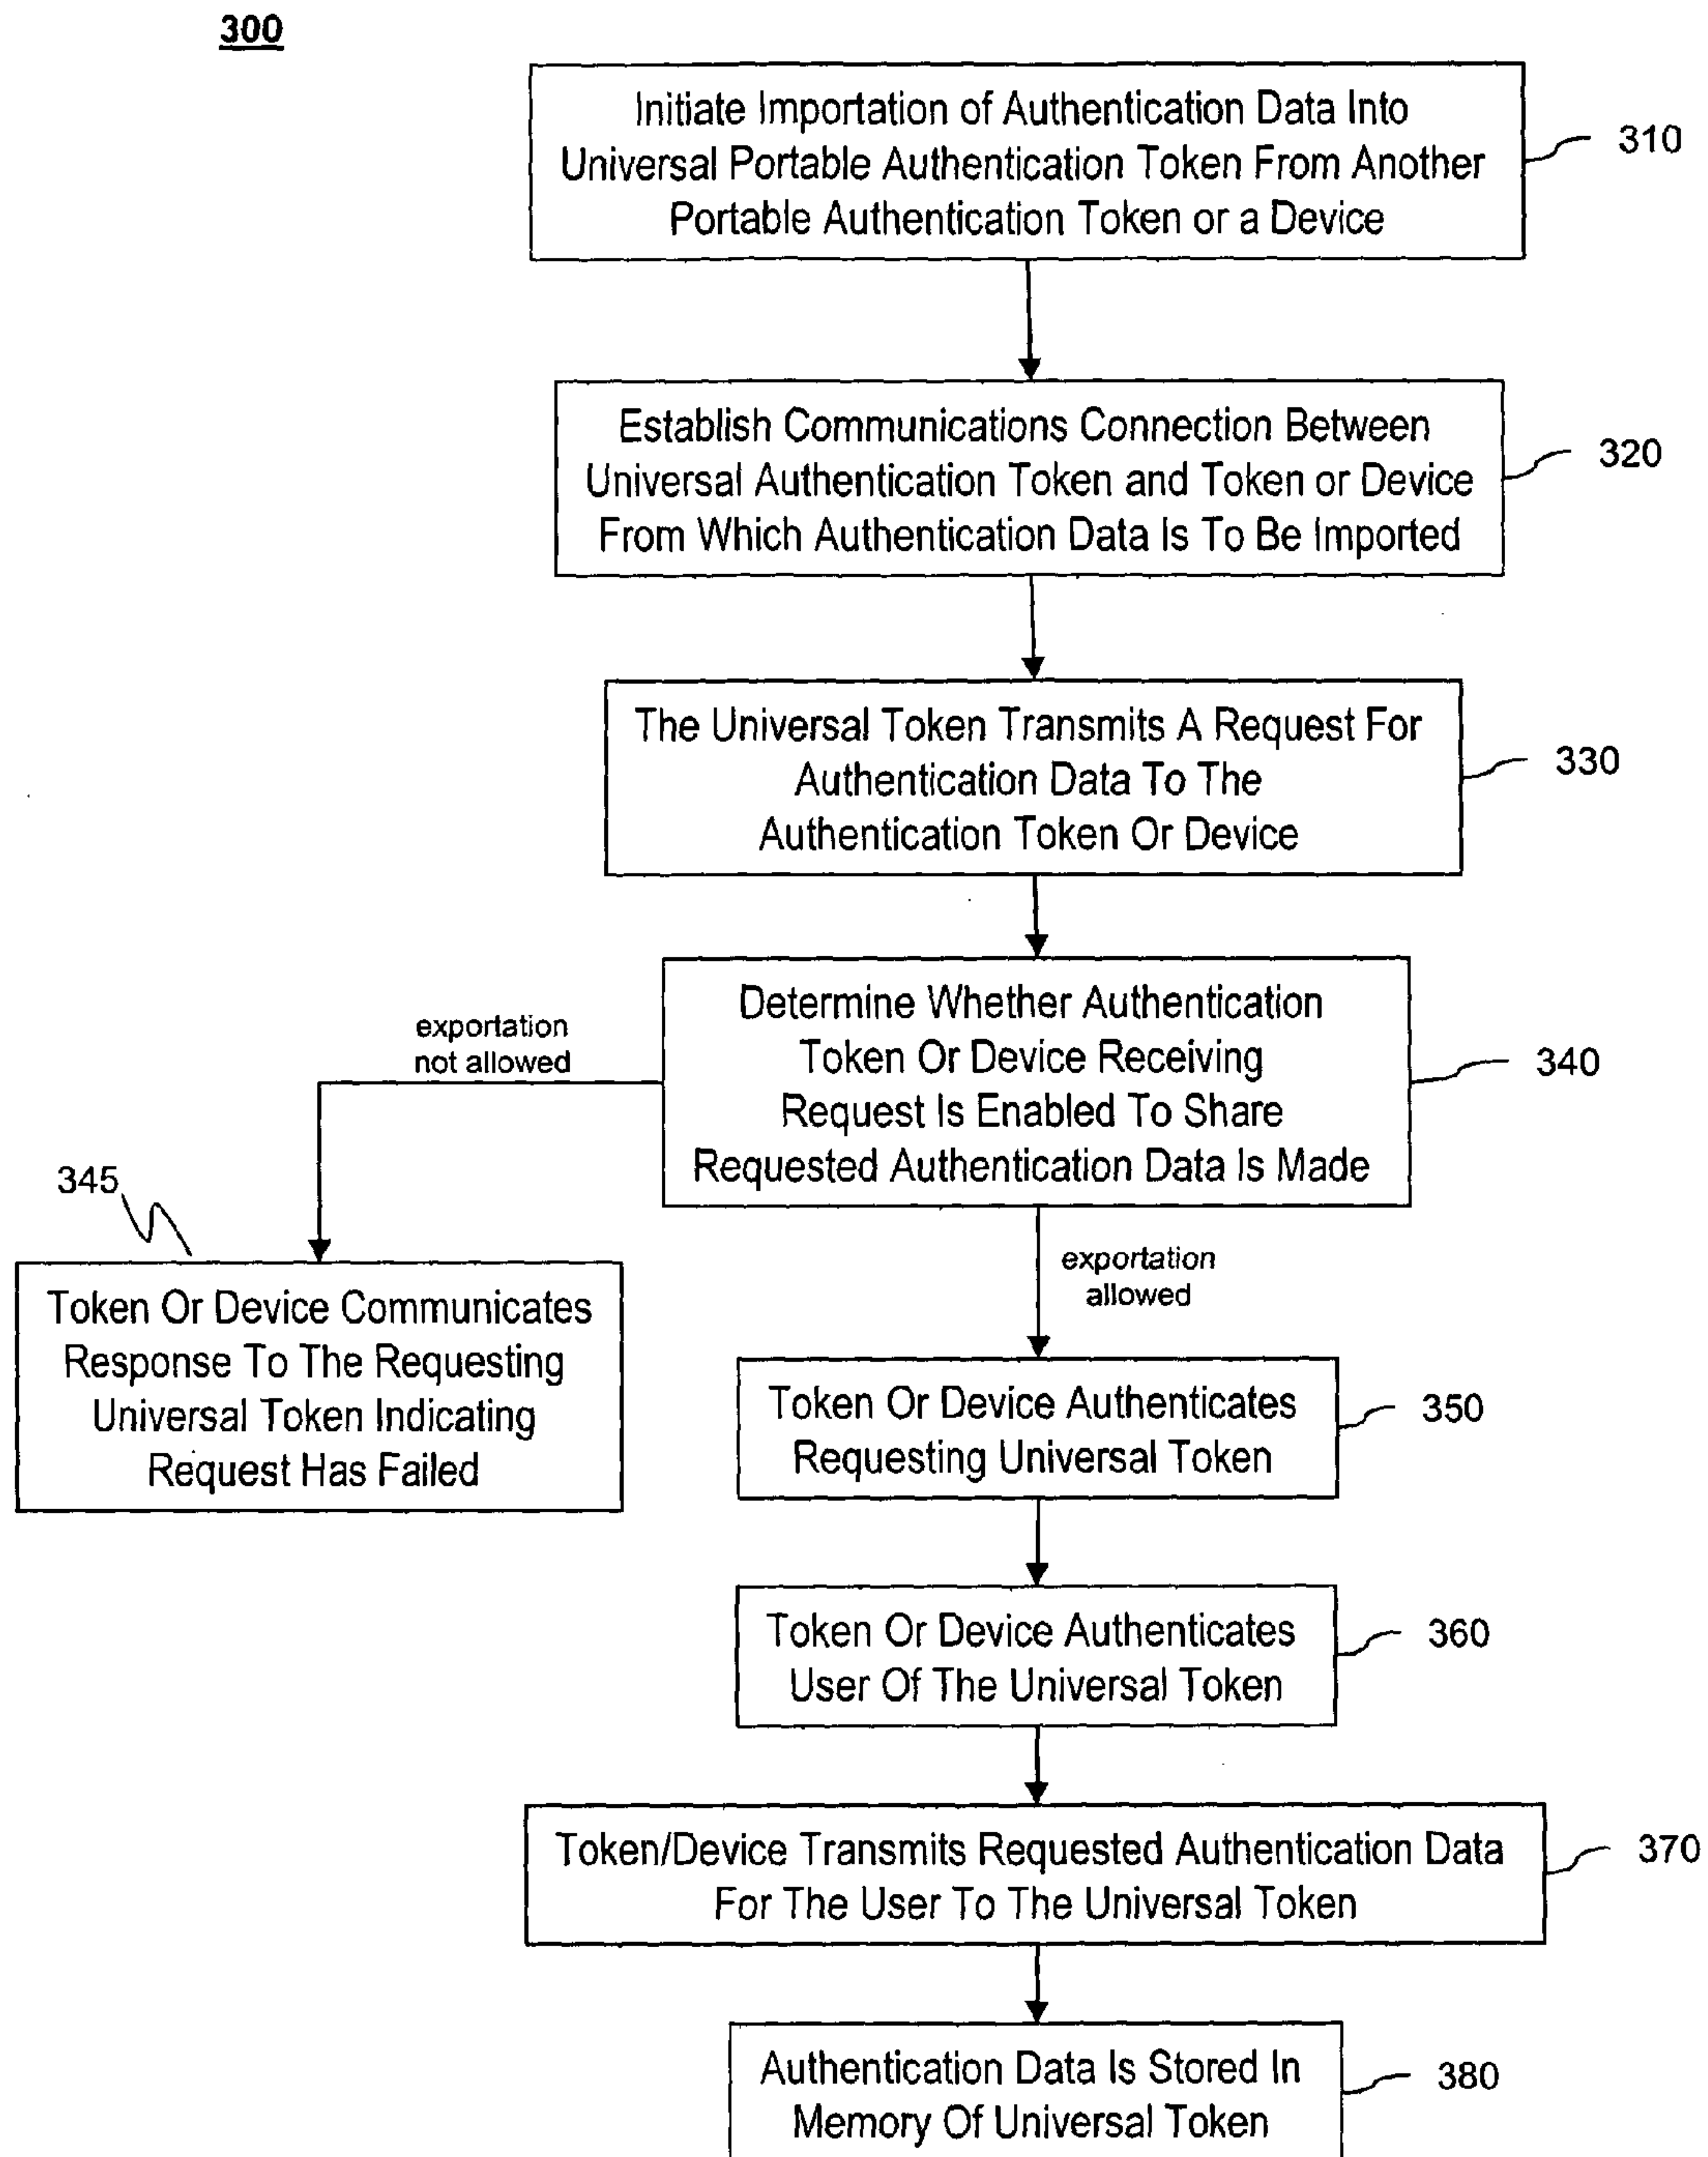 300
Initiate Importation of Authentication Data Into
Universal Portable Authentication Token From Another
Portable Authentication Token or a Device
310
Establish Communications Connection Between
Universal Authentication Token and Token or Device
From Which Authentication Data Is To Be Imported
320
The Universal Token Transmits A Request For
Authentication Data To The
Authentication Token Or Device
330
Determine Whether Authentication
Token Or Device Receiving
Request Is Enabled To Share
Requested Authentication Data Is Made
340
exportation
not allowed
345
Token Or Device Communicates
Response To The Requesting
Universal Token Indicating
Request Has Failed
exportation
allowed
Token Or Device Authenticates
Requesting Universal Token
350
Token Or Device Authenticates
User Of The Universal Token
360
Token/Device Transmits Requested Authentication Data
For The User To The Universal Token
370
Authentication Data Is Stored In
Memory Of Universal Token
380